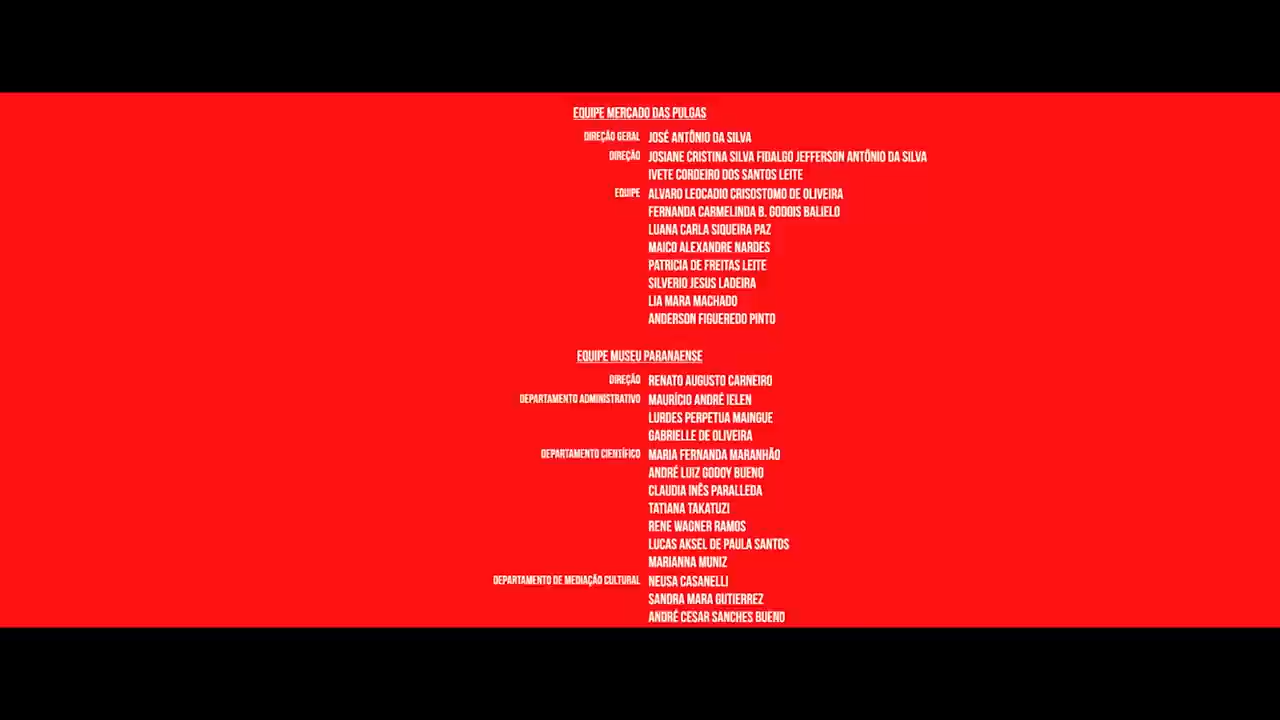 EQUIPE MERCADO DAS PULGAS
DIREÇÃO GERAL JOSÉ ANTÔNIO DA SILVA
DIREÇÃO JOSIANE CRISTINA SILVA FIDALGO JEFFERSON ANTÔNIO DA SILVA
IVETE CORDEIRO DOS SANTOS LEITE
EQUIPE ALVARO LEOCADIO CRISOSTOMO DE OLIVEIRA
FERNANDA CARMELINDA B. GODOIS BALIELO
LUANA CARLA SIQUEIRA PAZ
MAICO ALEXANDRE NARDES
PATRICIA DE FREITAS LEITE
SILVERIO JESUS LADEIRA
LIA MARA MACHADO
ANDERSON FIGUEREDO PINTO
EQUIPE MUSEU PARANAENSE
DIREÇÃO RENATO AUGUSTO CARNEIRO
DEPARTAMENTO ADMINISTRATIVO MAURÍCIO ANDRÉ IELEN
LURDES PERPETUA MAINGUE
GABRIELLE DE OLIVEIRA
DEPARTAMENTO CIENTÍFICO MARIA FERNANDA MARANHÃO
ANDRÉ LUIZ GODOY BUENO
CLAUDIA INÊS PARALLEDA
TATIANA TAKATUZI
RENE WAGNER RAMOS
LUCAS AKSEL DE PAULA SANTOS
MARIANNA MUNIZ
DEPARTAMENTO DE MEDIAÇÃO CULTURAL NEUSA CASANELLI
SANDRA MARA GUTIERREZ
ANDRÉ CESAR SANCHES BUENO